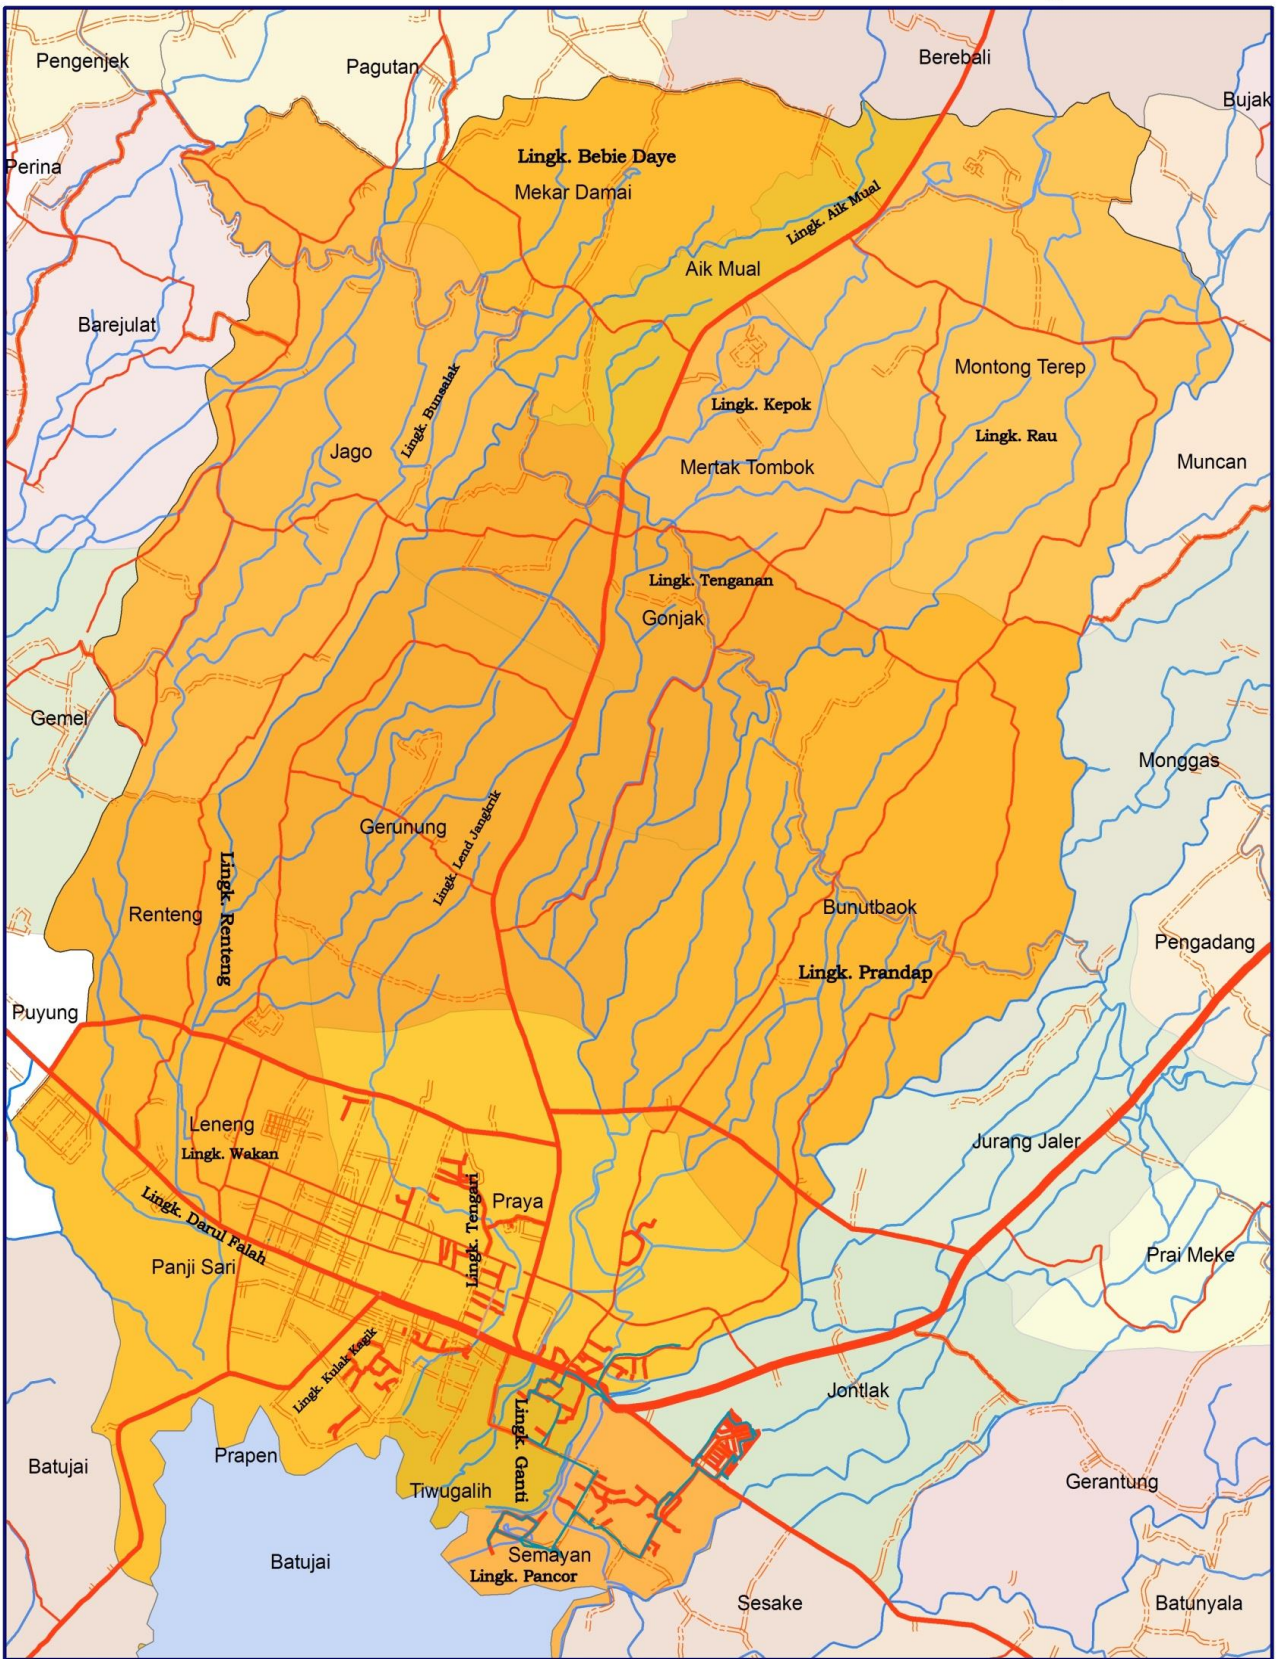 Pengenjek
Pagutan
Berebali
Bujak
Perina
Lingk. Bebie Daye
Mekar Damai
Lingk. Aik Mual
Aik Mual
Barejulat
Montong Terep
Lingk. Bunsalak
Lingk. Kepok
Lingk. Rau
Jago
Mertak Tombok
Muncan
Lingk. Tenganan
Gonjak
Gemel
Monggas
Gerunung
Lingk. Lend Jangkrik
Lingk. Renteng
Renteng
Bunutbaok
Pengadang
Lingk. Prandap
Puyung
Leneng
Lingk. Wakan
Jurang Jaler
Lingk. Tengari
Praya
Lingk. Darul Falah
Panji Sari
Prai Meke
Lingk. Kulak Kagik
Jontlak
Lingk. Ganti
Prapen
Batujai
Tiwugalih
Gerantung
Batujai
Semayan
Lingk. Pancor
Sesake
Batunyala